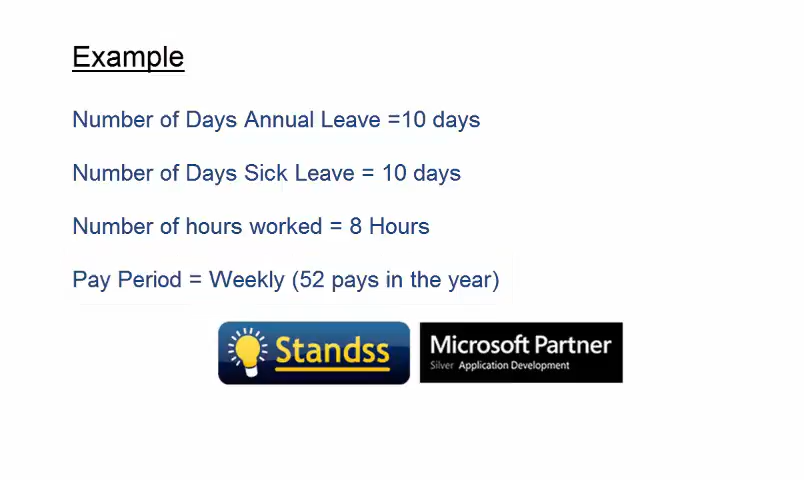 Example
Number of Days Annual Leave =10 days
Number of Days Sick Leave = 10 days
Number of hours worked = 8 Hours
Pay Period = Weekly (52 pays in the year)
Standss
Microsoft Partner
Silver Application Development